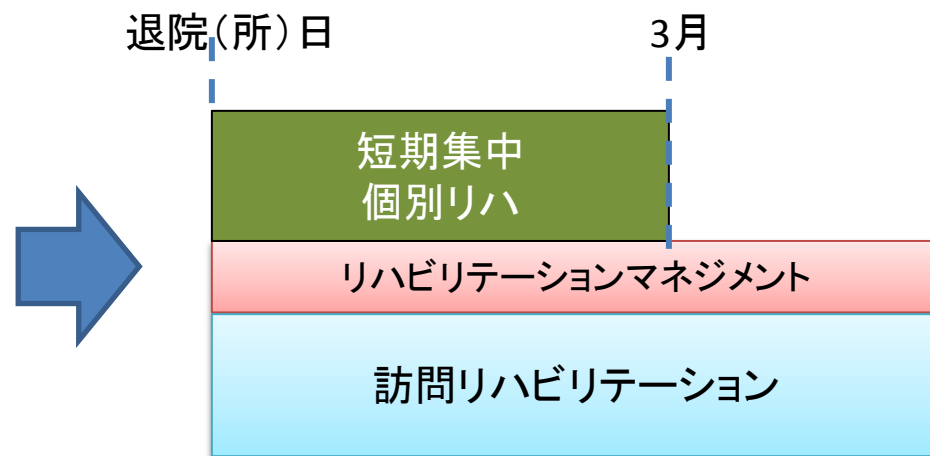 退院(所)日
3月
短期集中
個別リハ
リハビリテーションマネジメント
訪問リハビリテーション